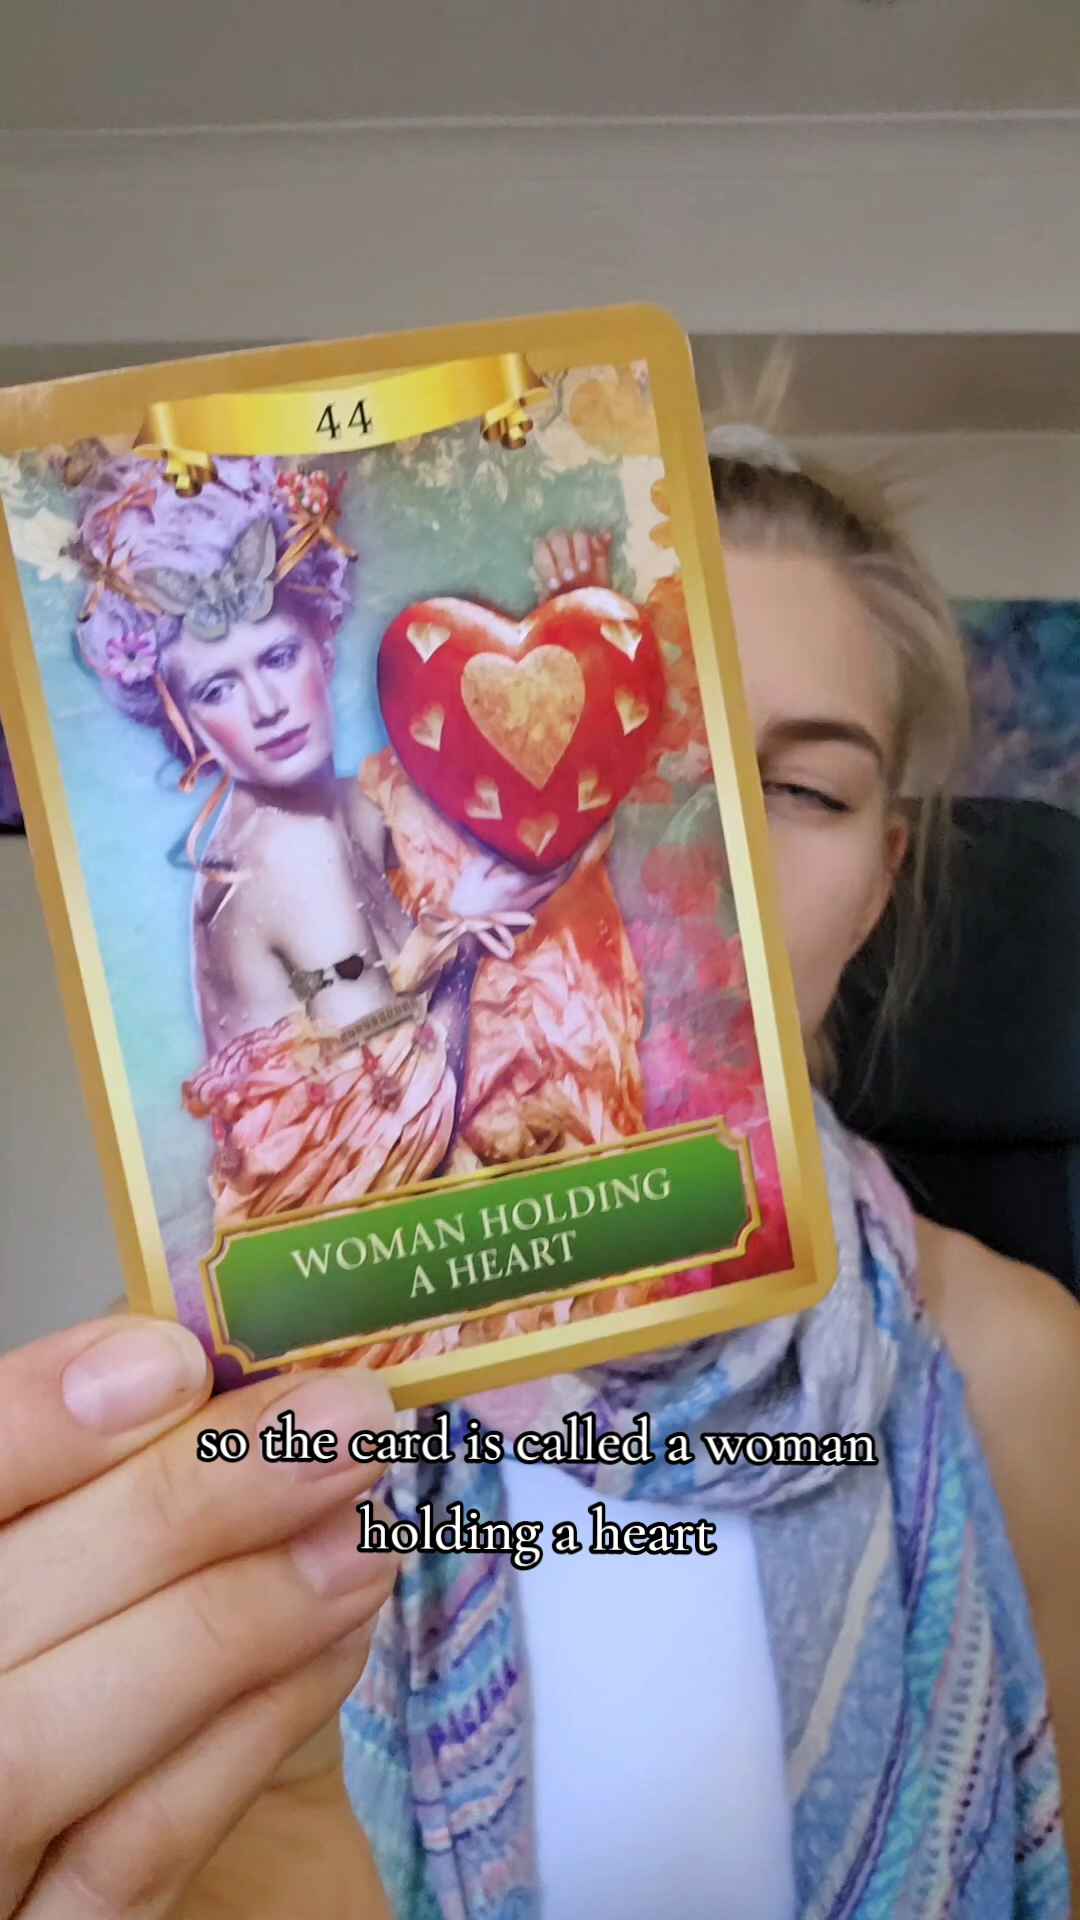 44
WOMAN HOLDING
A HEART
so the card is called a woman
holding a heart